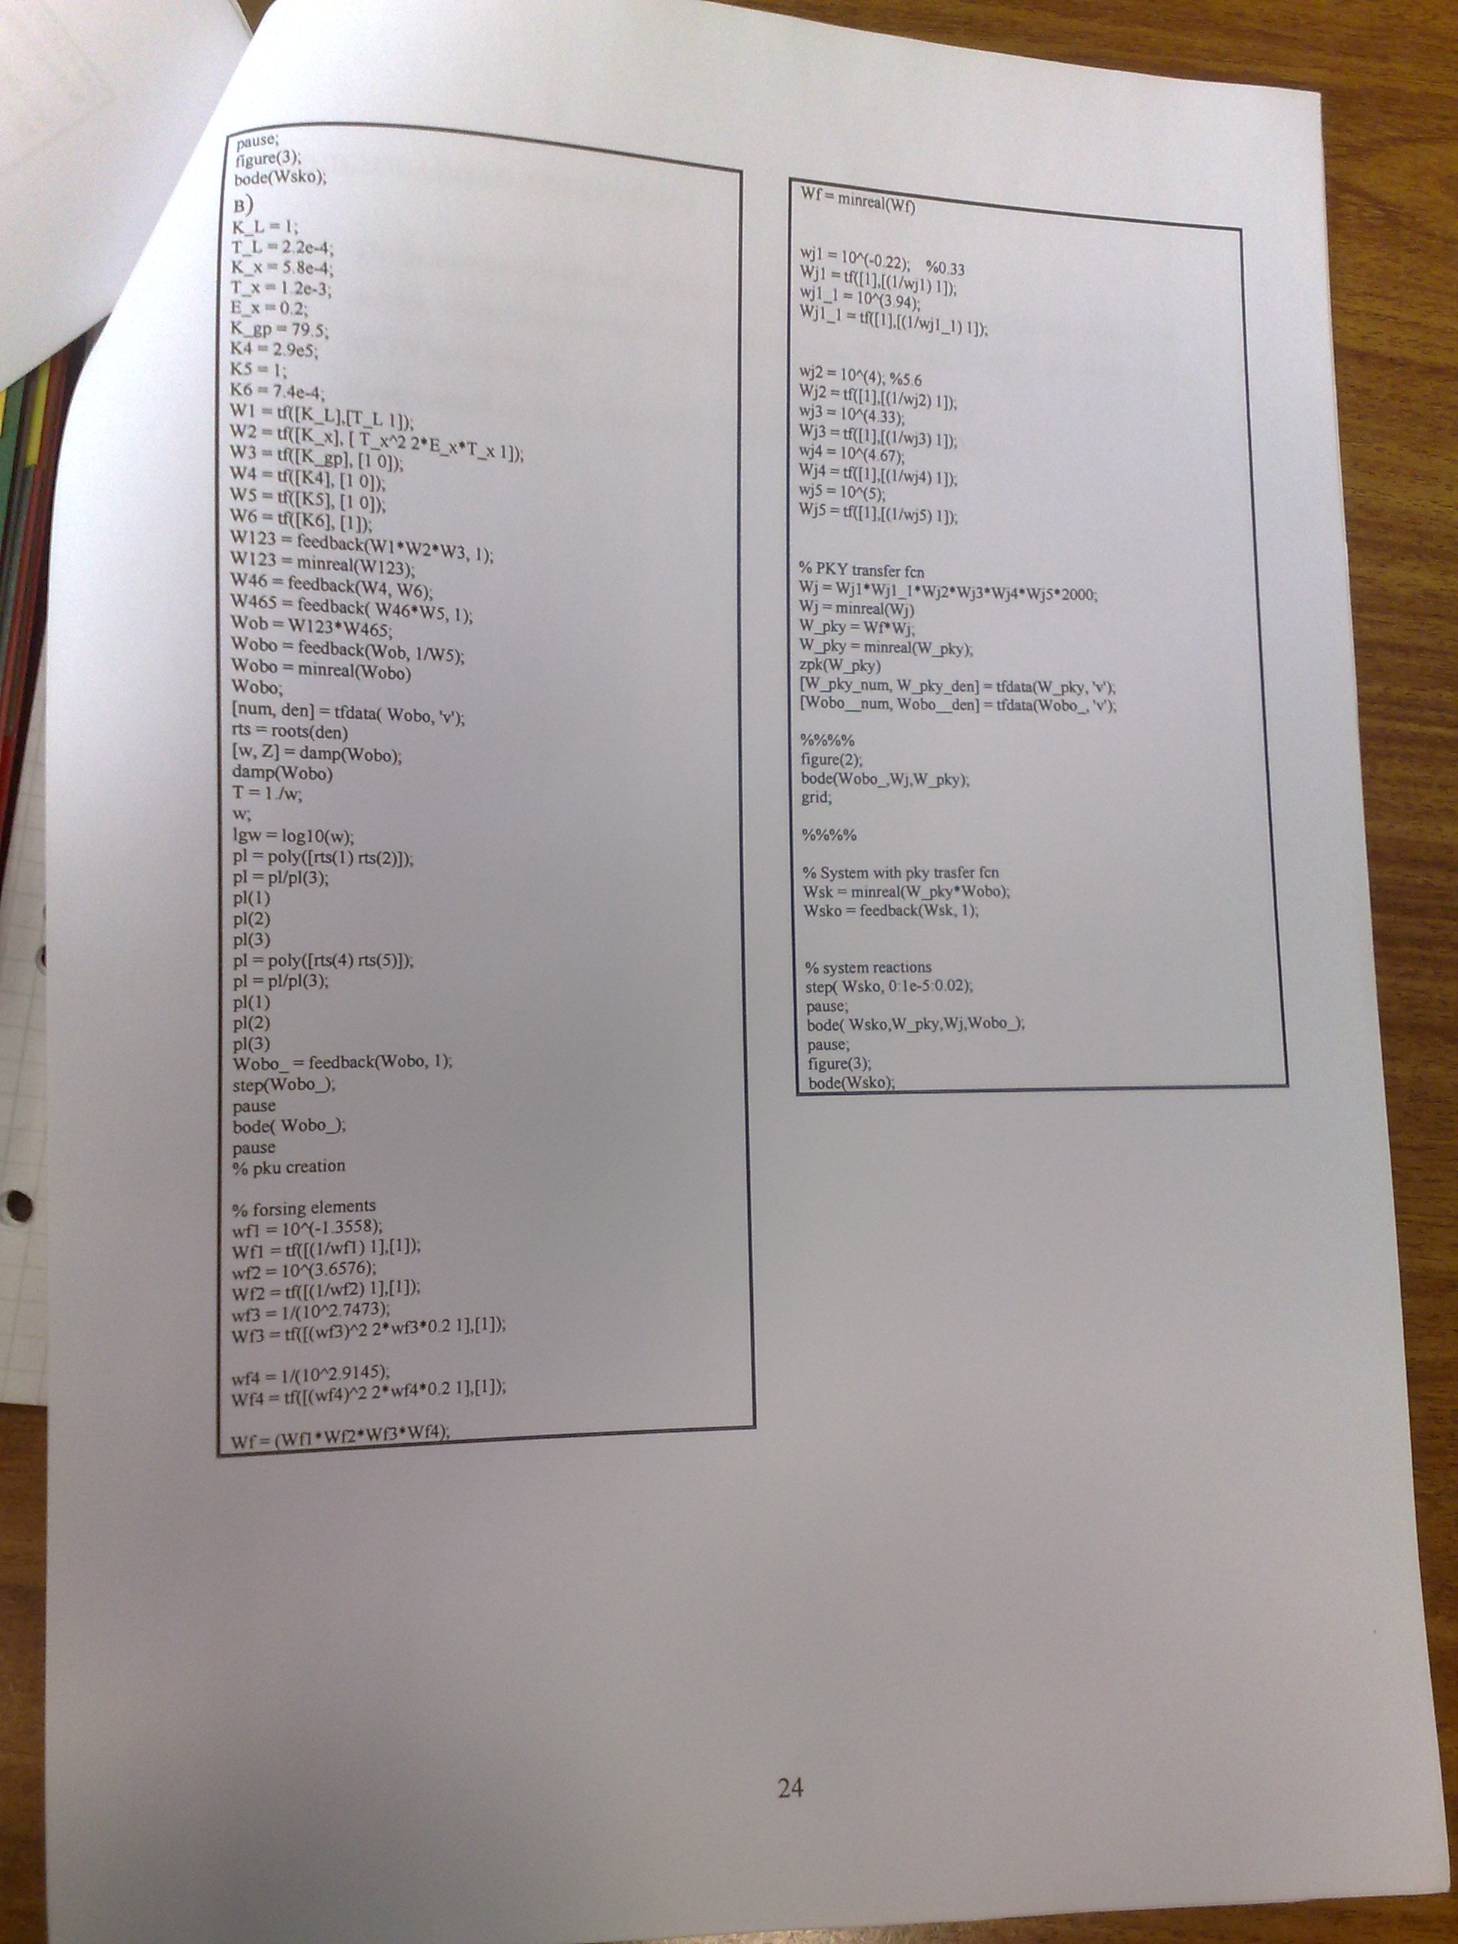 pause;
figure(3);
bode(Wsko);
в)
K_L = 1;
T_L = 2.2e-4;
K_x = 5.8e-4;
T_x = 1.2e-3;
E_x = 0.2;
K_gp = 79.5;
K4 = 2.9e5;
K5 = 1;
K6 = 7.4e-4;
W1 = tf([K_L],[T_L 1]);
W2 = tf([K_x], [ T_x^2 2*E_x*T_x 1]);
W3 = tf([K_gp], [1 0]);
W4 = tf([K4], [1 0]);
W5 = tf([K5], [1 0]);
W6 = tf([K6], [1]);
W123 = feedback(W1*W2*W3, 1);
W123 = minreal(W123);
W46 = feedback(W4, W6);
W465 = feedback( W46*W5, 1);
Wob = W123*W465;
Wobo = feedback(Wob, 1/W5);
Wobo = minreal(Wobo)
Wobo;
[num, den] = tfdata( Wobo, 'v');
rts = roots(den)
[w, Z] = damp(Wobo);
damp(Wobo)
T = 1./w;
w;
lgw = log10(w);
pl = poly([rts(1) rts(2)]);
pl = pl/pl(3);
pl(1)
pl(2)
pl(3)
pl = poly([rts(4) rts(5)]);
pl = pl/pl(3);
pl(1)
pl(2)
pl(3)
Wobo_ = feedback(Wobo, 1);
step(Wobo_);
pause
bode( Wobo_);
pause
% pku creation
% forsing elements
wf1 = 10^(-1.3558);
Wf1 = tf([(1/wf1) 1],[1]);
wf2 = 10^(3.6576);
Wf2 = tf([(1/wf2) 1],[1]);
wf3 = 1/(10^2.7473);
Wf3 = tf([(wf3)^2 2*wf3*0.2 1],[1]);
wf4 = 1/(10^2.9145);
Wf4 = tf([(wf4)^2 2*wf4*0.2 1],[1]);
Wf = (Wf1*Wf2*Wf3*Wf4);
Wf = minreal(Wf)
wj1 = 10^(-0.22); %0.33
Wj1 = tf([1],[(1/wj1) 1]);
wj1_1 = 10^(3.94);
Wj1_1 = tf([1],[(1/wj1_1) 1]);
wj2 = 10^(4); %5.6
Wj2 = tf([1],[(1/wj2) 1]);
wj3 = 10^(4.33);
Wj3 = tf([1],[(1/wj3) 1]);
wj4 = 10^(4.67);
Wj4 = tf([1],[(1/wj4) 1]);
wj5 = 10^(5);
Wj5 = tf([1],[(1/wj5) 1]);
% PKY transfer fcn
Wj = Wj1*Wj1_1*Wj2*Wj3*Wj4*Wj5*2000;
Wj = minreal(Wj)
W_pky = Wf*Wj;
W_pky = minreal(W_pky);
zpk(W_pky)
[W_pky_num, W_pky_den] = tfdata(W_pky, 'v');
[Wobo__num, Wobo__den] = tfdata(Wobo_, 'v');
%%%%
figure(2);
bode(Wobo_,Wj,W_pky);
grid;
%%%%
% System with pky trasfer fcn
Wsk = minreal(W_pky*Wobo);
Wsko = feedback(Wsk, 1);
% system reactions
step( Wsko, 0:1e-5:0.02);
pause;
bode( Wsko,W_pky,Wj,Wobo_);
pause;
figure(3);
bode(Wsko);
24